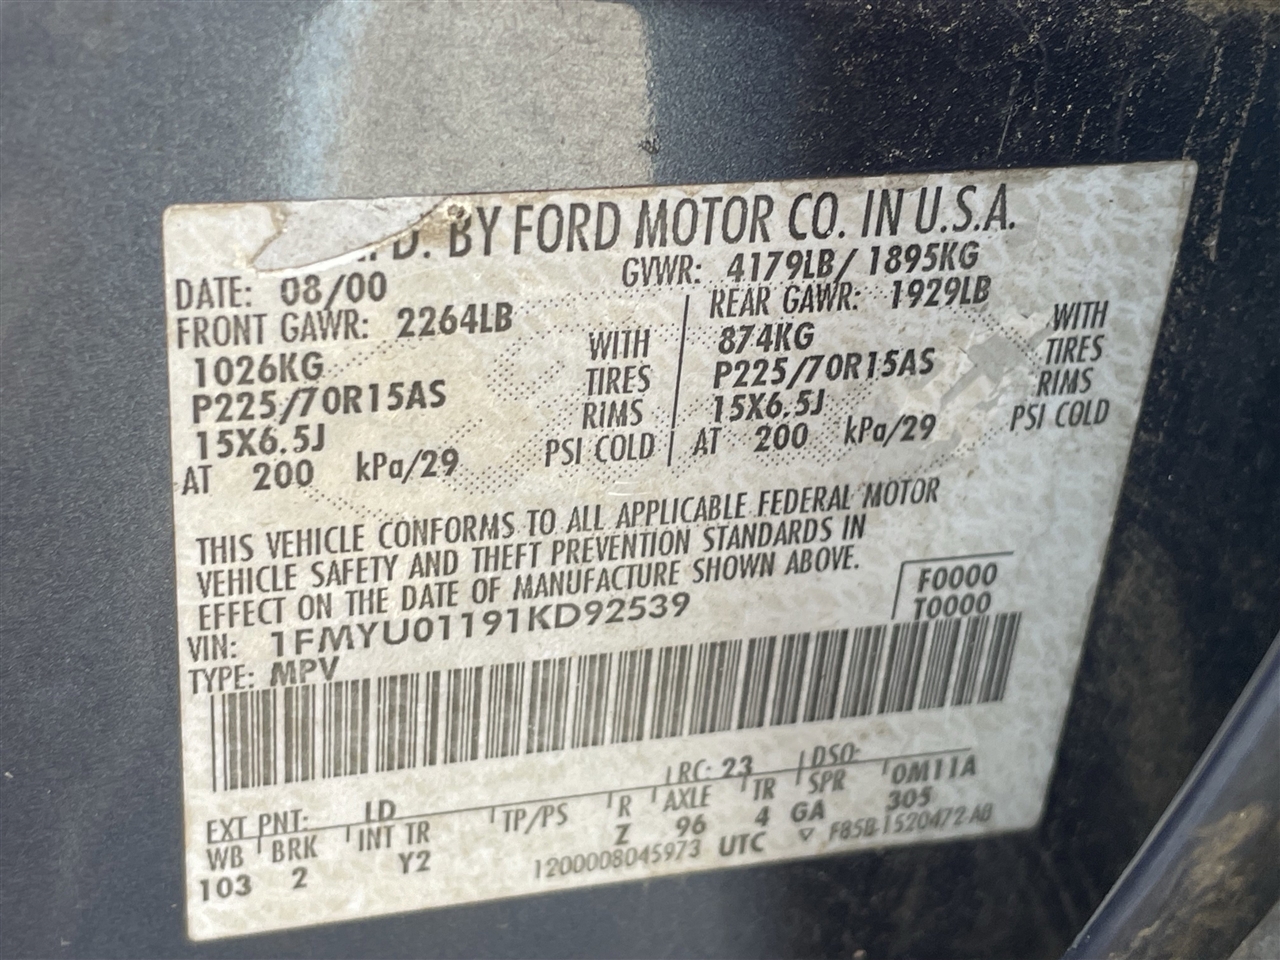 D. BY FORD MOTOR CO. IN U.S.A.
DATE: 08/00 GVWR: 4179LB/ 1895KG
FRONT GAWR: 2264LB REAR GAWR: 1929LB
1026KG WITH 874KG WITH
P225/70R15AS TIRES P225/70R15AS TIRES
15X6.5J RIMS 15X6.5J RIMS
AT 200 kPa/29 PSI COLD AT 200 kPa/29 PSI COLD
THIS VEHICLE CONFORMS TO ALL APPLICABLE FEDERAL MOTOR
VEHICLE SAFETY AND THEFT PREVENTION STANDARDS IN
EFFECT ON THE DATE OF MANUFACTURE SHOWN ABOVE.
F0000
T0000
VIN: 1FMYU01191KD92539
TYPE: MPV
EXT PNT: LD RC: 23 DSO:
WB BRK INT TR TP/PS R AXLE TR SPR 0M11A
103 2 Y2 Z 96 4 GA 305
1200008045973 UTC ▽ F85B-1520472-AB